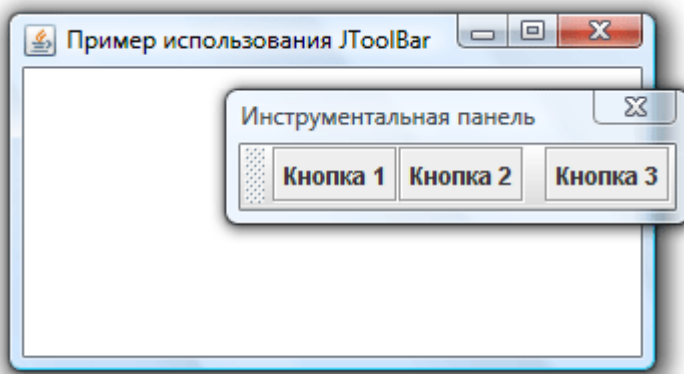 Пример использования JToolBar
Инструментальная панель
Кнопка 1 Кнопка 2 Кнопка 3